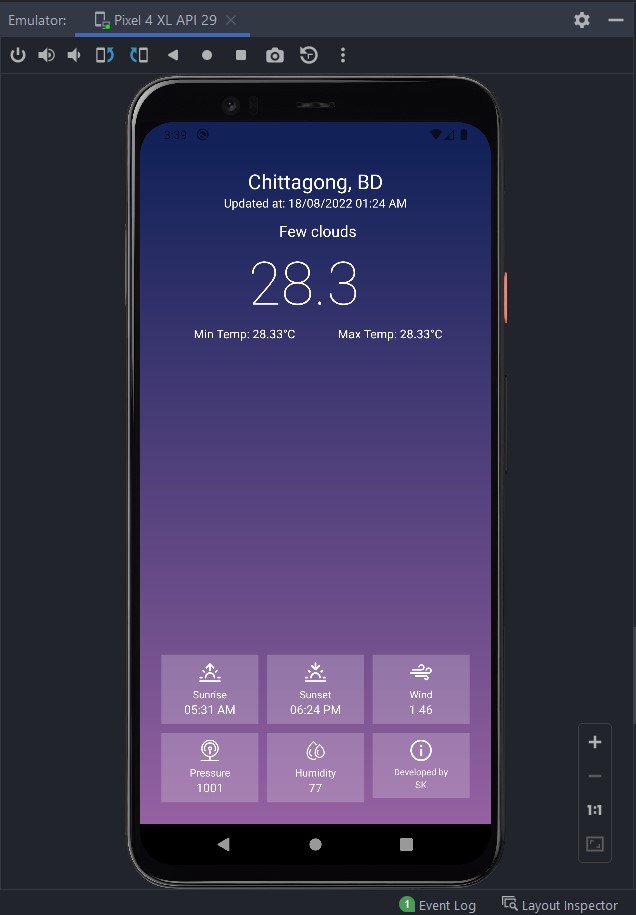 Emulator: Pixel 4 XL API 29
3:39
Chittagong, BD
Updated at: 18/08/2022 01:24 AM
Few clouds
28.3
Min Temp: 28.33°C Max Temp: 28.33°C
Sunrise
05:31 AM
Sunset
06:24 PM
Wind
1.46
Pressure
1001
Humidity
77
Developed by
SK
1:1
1 Event Log Layout Inspector